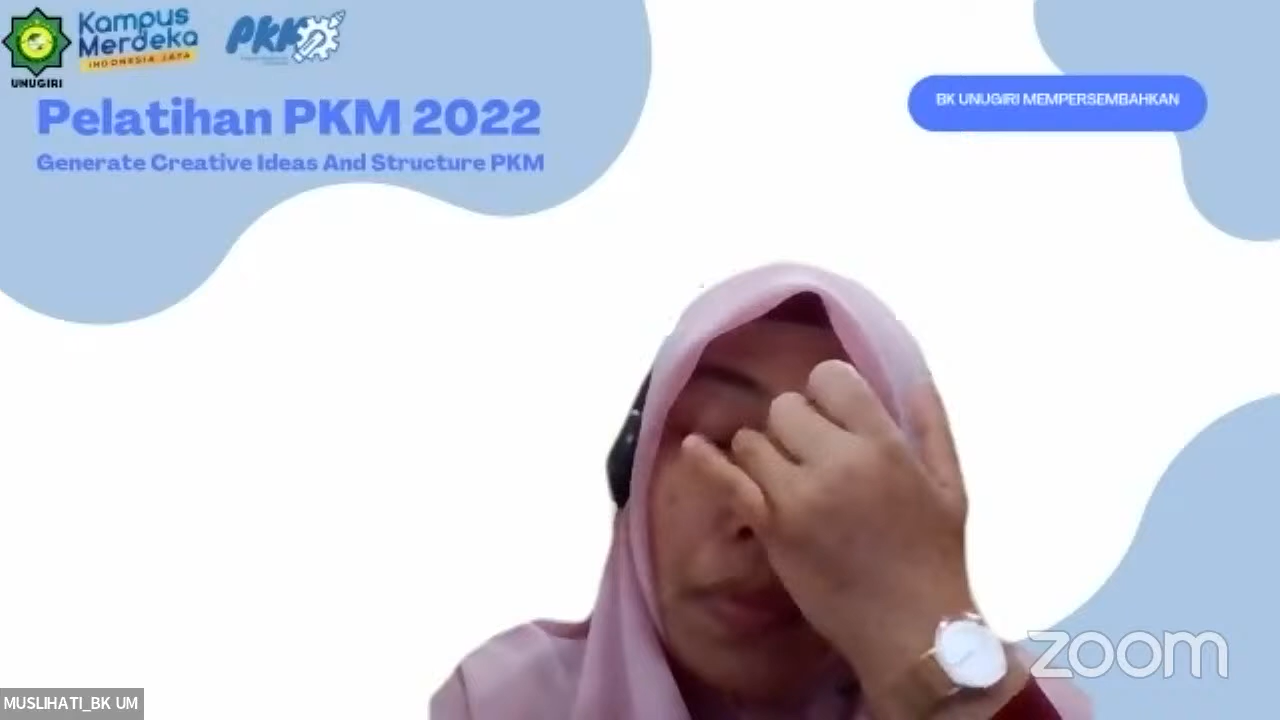 Kampus
Merdeka
INDONESIA JAYA
UNUGIRI
PKM
Pelatihan PKM 2022
Generate Creative Ideas And Structure PKM
BK UNUGIRI MEMPERSEMBAHKAN
zoom
MUSLIHATI_BK UM